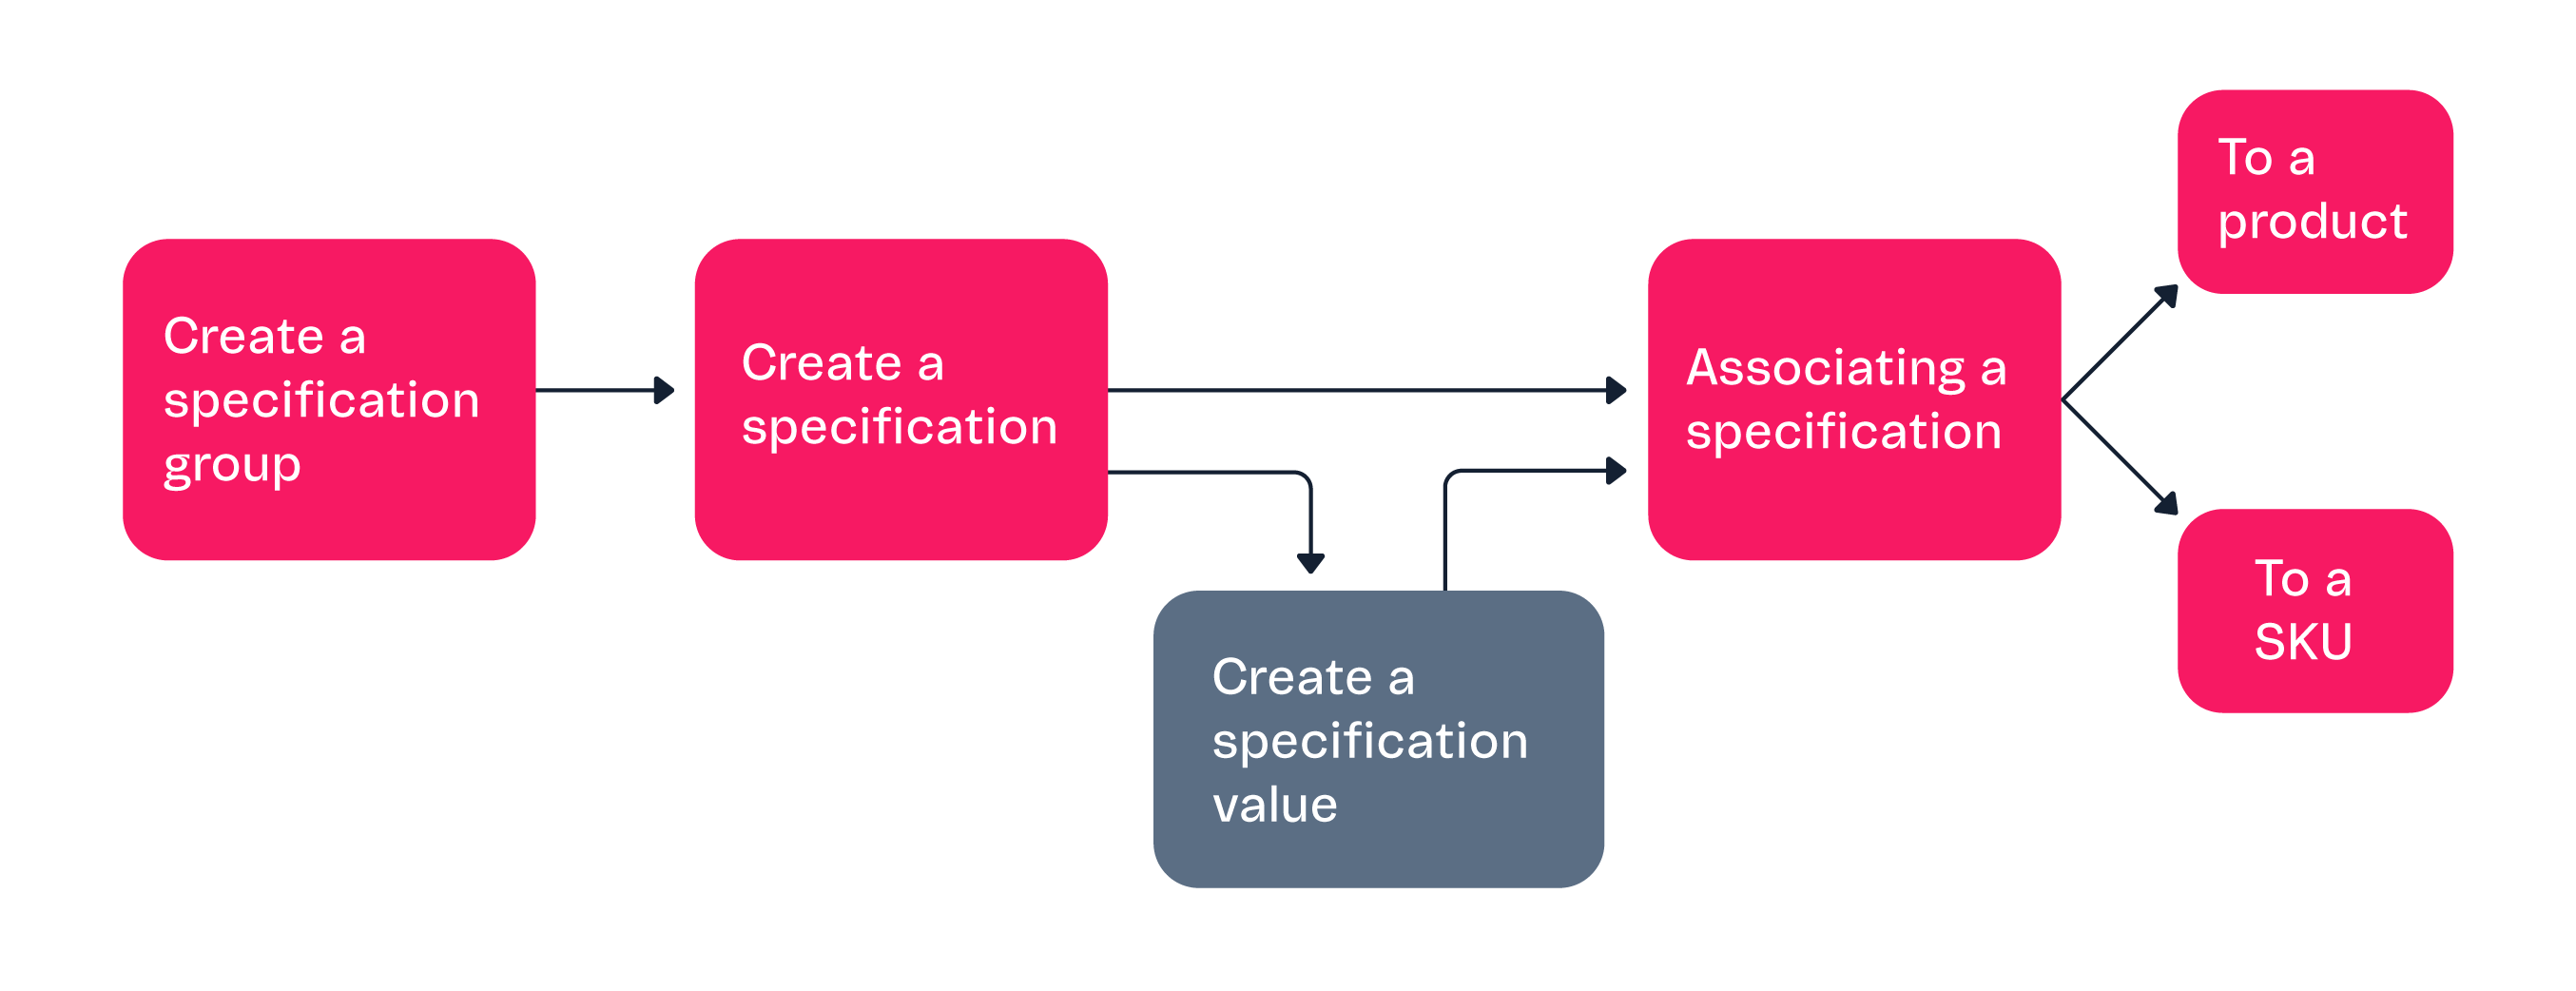 Create a
specification
group
Create a
specification
Create a
specification
value
Associating a
specification
To a
product
To a
SKU